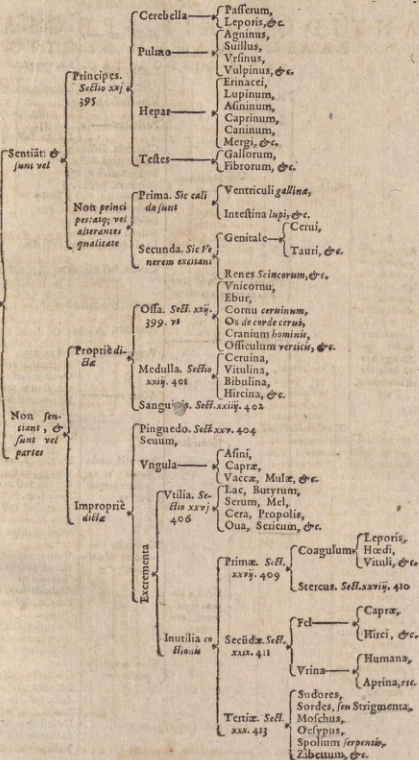 Sentiāt: &
sunt vel
Principes.
Sectio xxj
395
Cerebella
Passerum,
Leporis, &c.
Pulmo
Agninus,
Suillus,
Vrsinus,
Vulpinus, &c.
Hepar
Erinacei,
Lupinum,
Asininum,
Caprinum,
Caninum,
Mergi, &c.
Testes
Gallorum,
Fibrorum, &c.
Non princi
pes: atq; vel
alterantes
qualitate
Prima. Sic cali
da sunt
Ventriculi gallinæ,
Intestina lupi, &c.
Secunda. Sic Ve
nerem excitant
Genitale
Cerui,
Tauri, &c.
Renes Scincorum, &c.
Non sen-
tiant, &
sunt vel
partes
Propriè di-
ctæ
Ossa. Sect. xxij.
399. vt
Vnicornu,
Ebur,
Cornu ceruinum,
Os de corde cerui,
Cranium hominis,
Officulum verticis, &c.
Medulla. Sectio
xxiij. 401
Ceruina,
Vitulina,
Bibulina,
Hircina, &c.
Sanguinis. Sect. xxiiij. 402
Impropriè
dictæ
Pinguedo. Sect. xxv. 404
Seuum,
Vngula
Asini,
Capræ,
Vaccæ, Mulæ, &c.
Excrementa
Vtilia. Se-
ctio xxvj
406
Lac, Butyrum,
Serum, Mel,
Cera, Propolis,
Oua, Sericum, &c.
Inutilia co
ctionis
Primæ. Sect.
xxvij. 409
Coagulum
Leporis,
Hœdi,
Vituli, &c.
Stercus. Sect. xxviij. 410
Secūdæ. Sect.
xxix. 411
Fel
Capræ,
Hirci, &c.
Vrina
Humana,
Aprina, etc.
Tertiæ. Sect.
xxx. 413
Sudores,
Sordes, seu Strigmenta,
Moschus,
Oesypus,
Spolium serpentis,
Zibettum, &c.